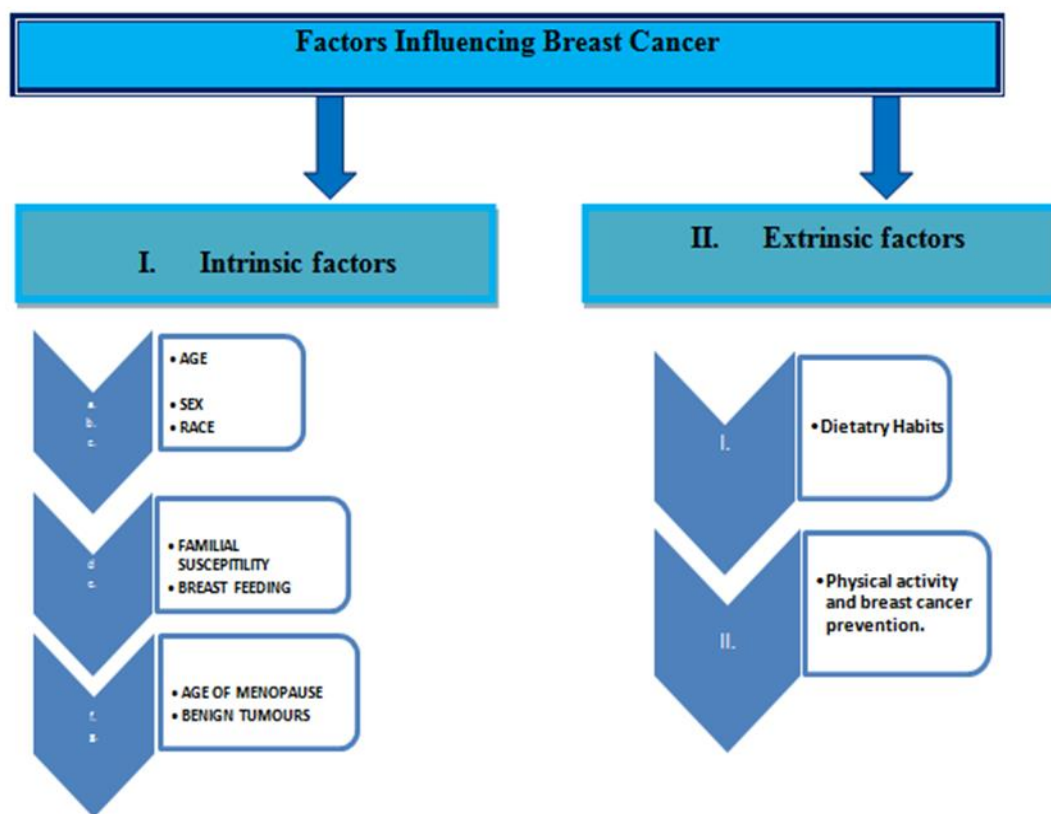 Factors Influencing Breast Cancer
I. Intrinsic factors
a.
b.
c.
• AGE
• SEX
• RACE
d
e.
• FAMILIAL
SUSCEPITILITY
• BREAST FEEDING
f.
g.
• AGE OF MENOPAUSE
• BENIGN TUMOURS
II. Extrinsic factors
I.
• Dietatry Habits
II.
• Physical activity
and breast cancer
prevention.